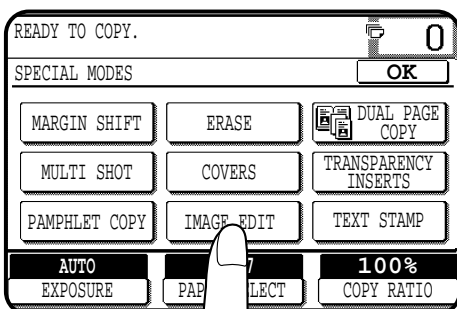 READY TO COPY.
0
SPECIAL MODES
OK
MARGIN SHIFT
ERASE
DUAL PAGE
COPY
MULTI SHOT
COVERS
TRANSPARENCY
INSERTS
PAMPHLET COPY
IMAGE EDIT
TEXT STAMP
AUTO
100%
EXPOSURE
COPY RATIO